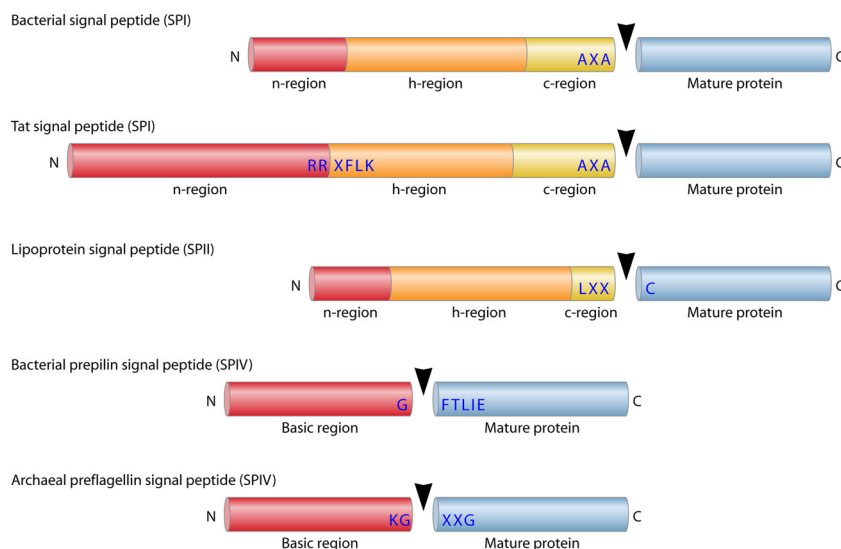 Bacterial signal peptide (SPI)
N AXA C
n-region h-region c-region Mature protein
Tat signal peptide (SPI)
N RR XFLK AXA C
n-region h-region c-region Mature protein
Lipoprotein signal peptide (SPII)
N LXX C C
n-region h-region c-region Mature protein
Bacterial prepilin signal peptide (SPIV)
N G FTLIE C
Basic region Mature protein
Archaeal preflagellin signal peptide (SPIV)
N KG XXG C
Basic region Mature protein